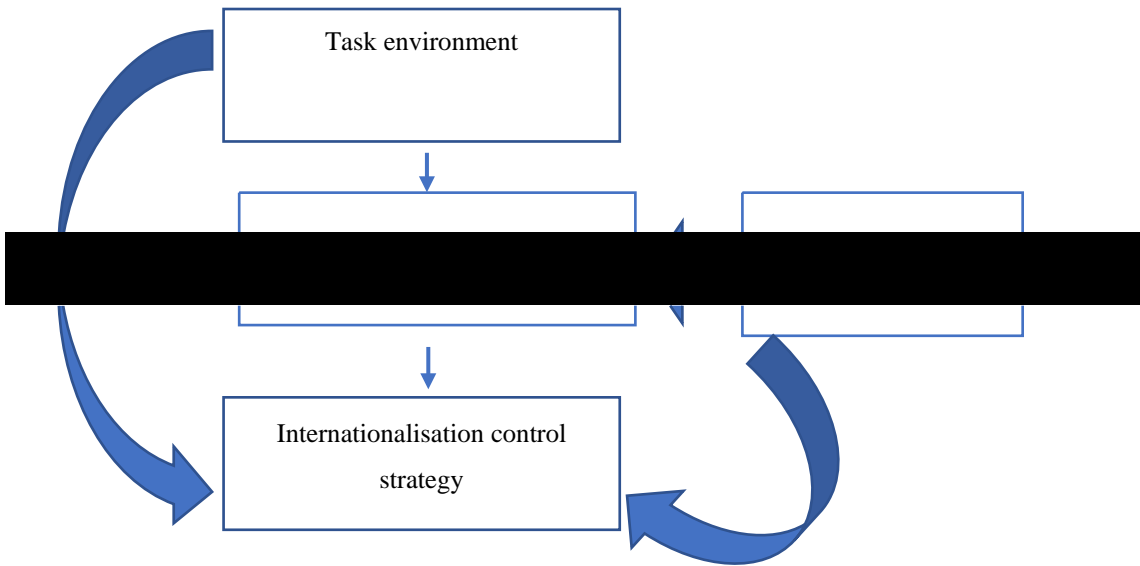 Task environment
Internationalisation control
strategy